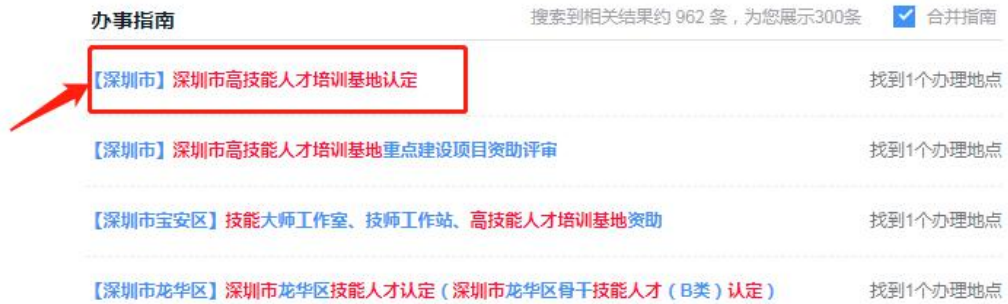 办事指南 搜索到相关结果约 962 条，为您展示300条 合并指南
【深圳市】深圳市高技能人才培训基地认定 找到1个办理地点
【深圳市】深圳市高技能人才培训基地重点建设项目资助评审 找到1个办理地点
【深圳市宝安区】技能大师工作室、技师工作站、高技能人才培训基地资助 找到1个办理地点
【深圳市龙华区】深圳市龙华区技能人才认定（深圳市龙华区骨干技能人才（B类）认定） 找到1个办理地点